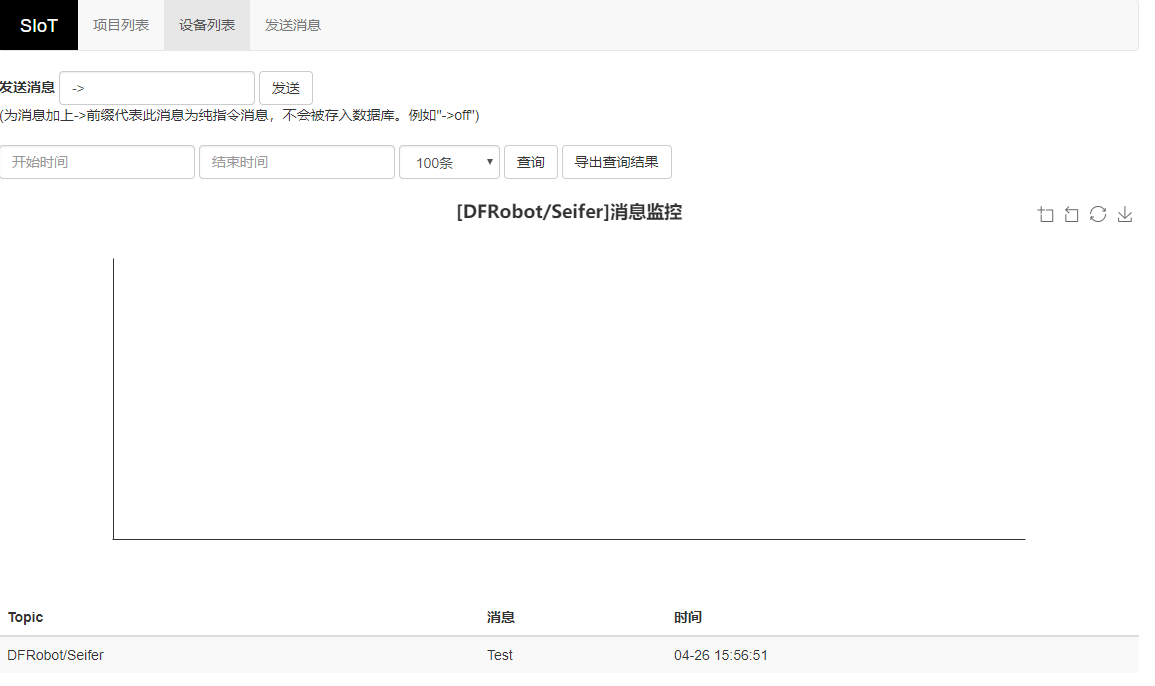 SIoT 项目列表 设备列表 发送消息
发送消息 -> 发送
(为消息加上->前缀代表此消息为纯指令消息，不会被存入数据库。例如"->off")
开始时间 结束时间 100条 查询 导出查询结果
[DFRobot/Seifer]消息监控
Topic 消息 时间
DFRobot/Seifer Test 04-26 15:56:51